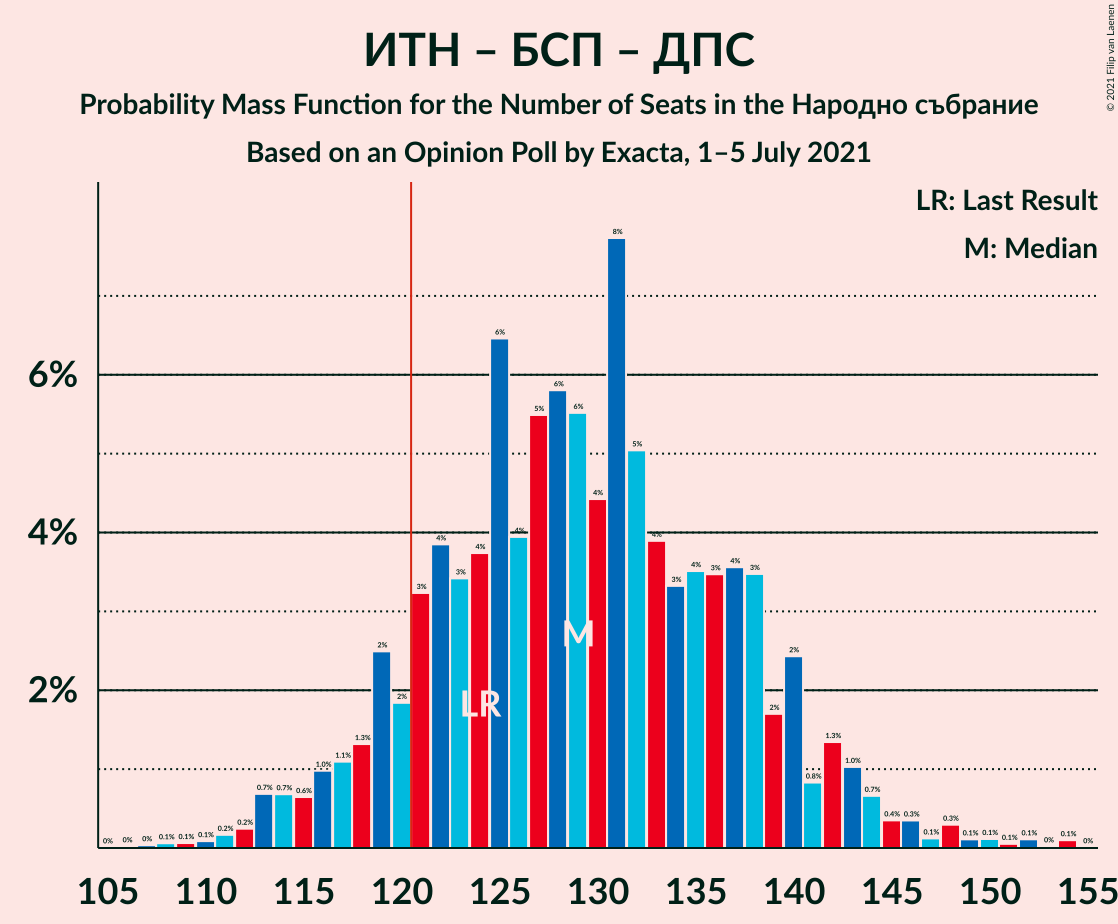 ИТН – БСП – ДПС
Probability Mass Function for the Number of Seats in the Народно събрание
Based on an Opinion Poll by Exacta, 1–5 July 2021
© 2021 Filip van Laenen
LR: Last Result
M: Median
6%
4%
2%
0% 0% 0% 0.1% 0.1% 0.1% 0.2% 0.2% 0.7% 0.7% 0.6% 1.0% 1.1% 1.3% 2% 2% 3% 4% 3% 4% 6% 4% 5% 6% 6% 4% 8% 5% 4% 3% 4% 3% 4% 3% 2% 2% 0.8% 1.3% 1.0% 0.7% 0.4% 0.3% 0.1% 0.3% 0.1% 0.1% 0.1% 0.1% 0% 0.1% 0%
M
LR
105 110 115 120 125 130 135 140 145 150 155